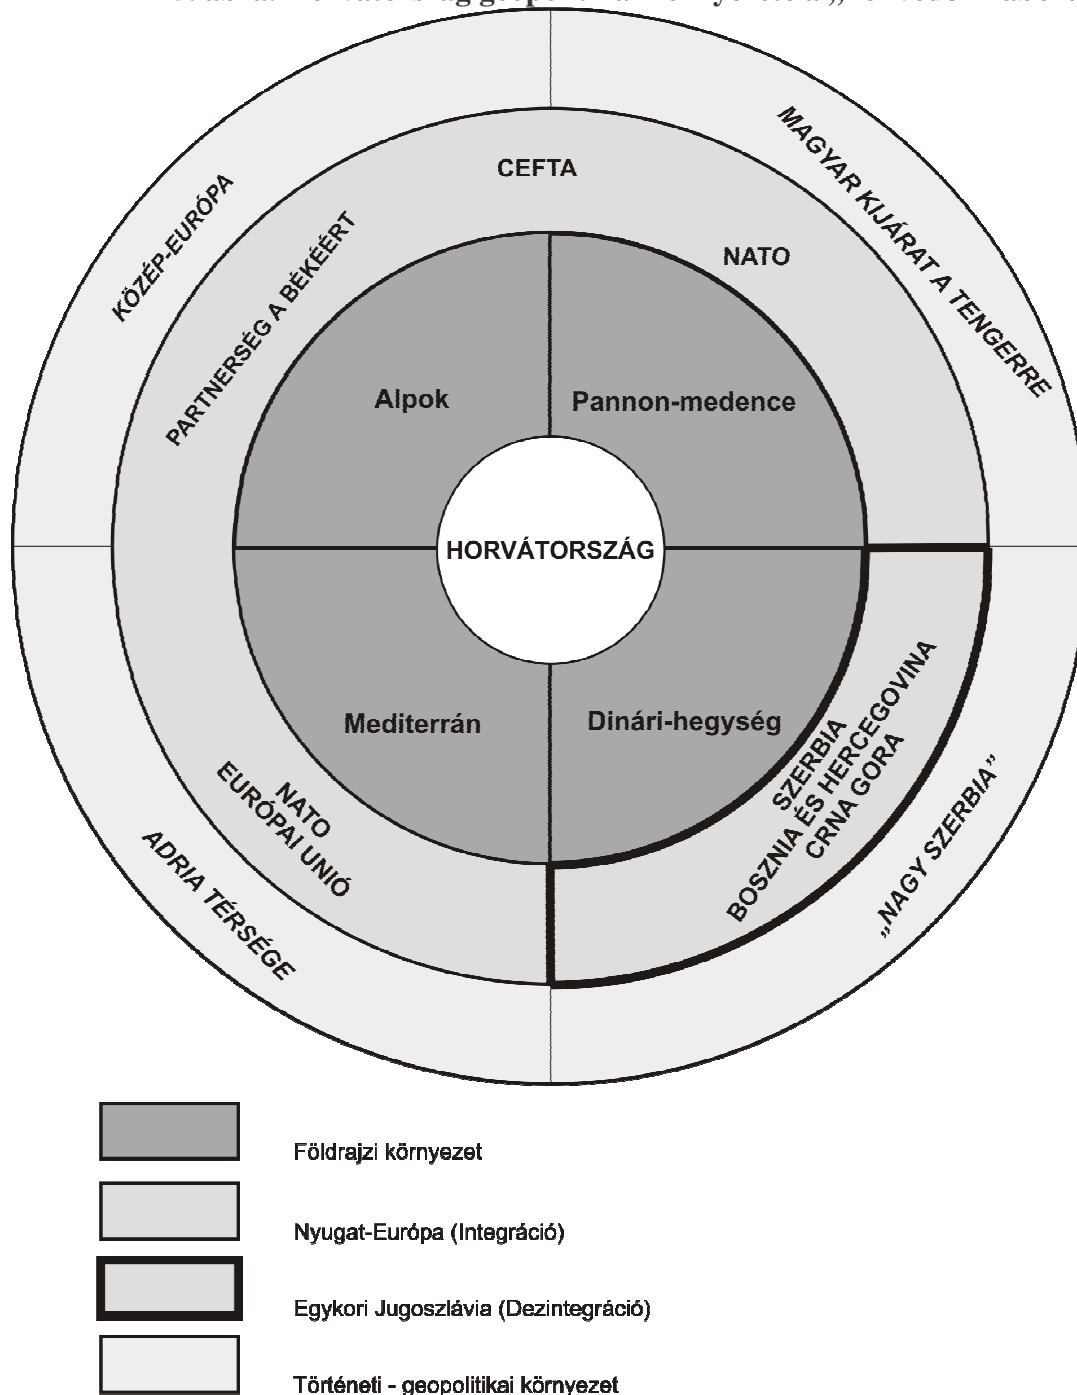 KÖZÉP-EURÓPA
MAGYAR KIJÁRAT A TENGERRE
CEFTA
PARTNERSÉG A BÉKÉÉRT
NATO
Alpok
Pannon-medence
HORVÁTORSZÁG
Mediterrán
Dinári-hegység
NATO
EURÓPAI UNIÓ
SZERBIA
BOSZNIA ÉS HERCEGOVINA
CRNA GORA
ADRIA TÉRSÉGE
„NAGY SZERBIA”
Földrajzi környezet
Nyugat-Európa (Integráció)
Egykori Jugoszlávia (Dezintegráció)
Történeti - geopolitikai környezet